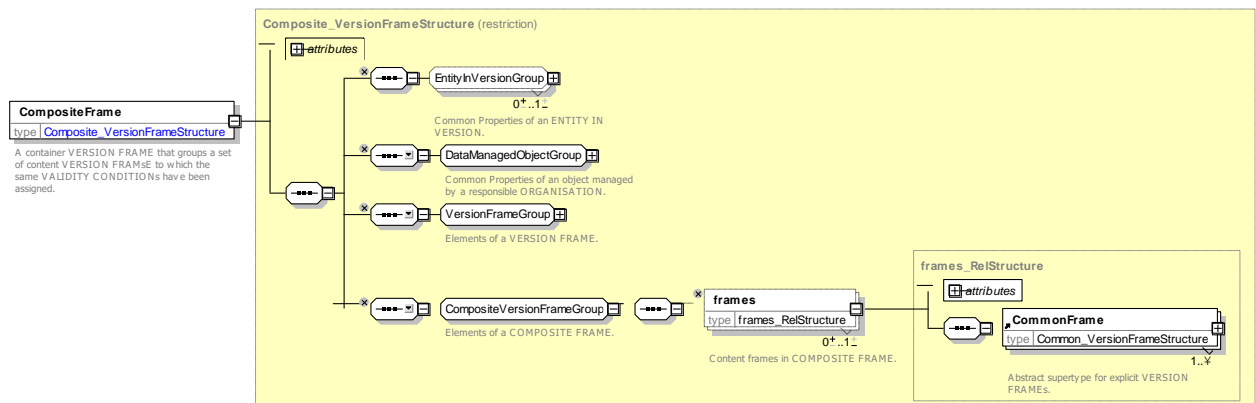 Composite_VersionFrameStructure (restriction)
attributes
EntityInVersionGroup
0..1
Common Properties of an ENTITY IN
VERSION.
CompositeFrame
type Composite_VersionFrameStructure
A container VERSION FRAME that groups a set
of content VERSION FRAMsE to which the
same VALIDITY CONDITIONs have been
assigned.
DataManagedObjectGroup
Common Properties of an object managed
by a responsible ORGANISATION.
VersionFrameGroup
Elements of a VERSION FRAME.
CompositeVersionFrameGroup
Elements of a COMPOSITE FRAME.
frames
type frames_RelStructure
0..1
Content frames in COMPOSITE FRAME.
frames_RelStructure
attributes
CommonFrame
type Common_VersionFrameStructure
1..¥
Abstract supertype for explicit VERSION
FRAMEs.